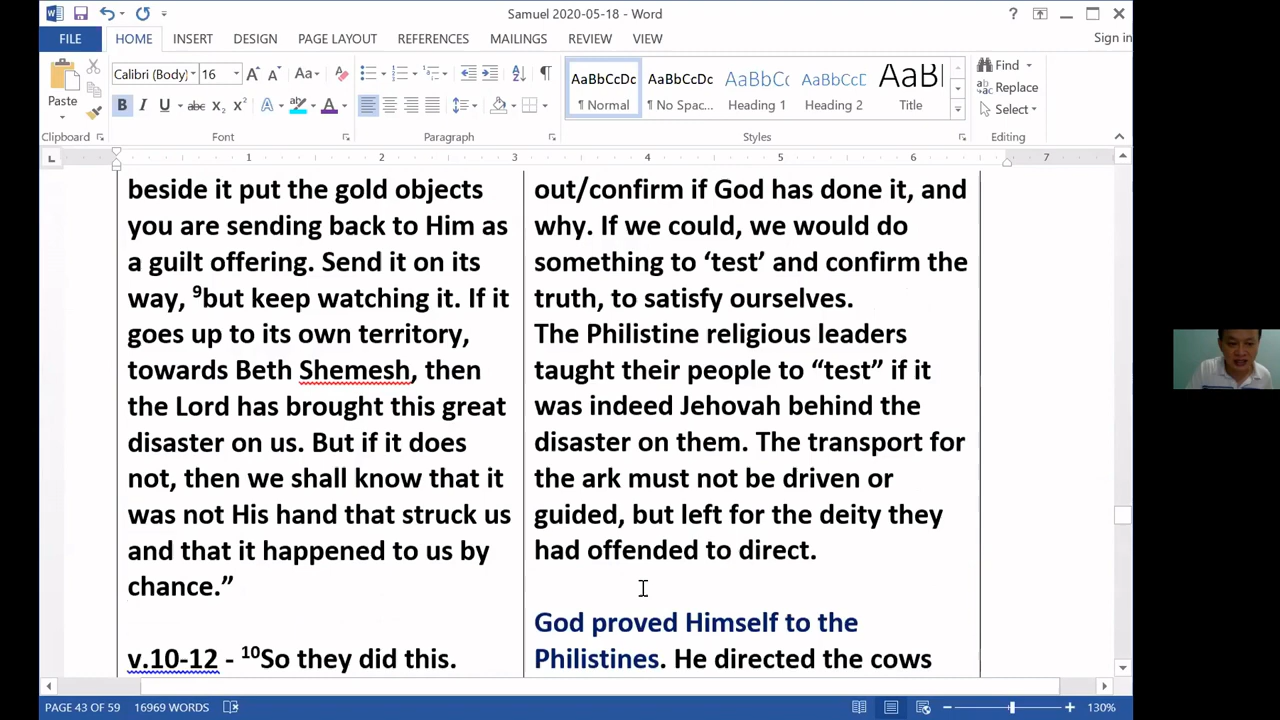 Samuel 2020-05-18 - Word
?
Sign in
FILE HOME INSERT DESIGN PAGE LAYOUT REFERENCES MAILINGS REVIEW VIEW
Paste
Calibri (Body) 16
B I U abc
AaBbCcDc AaBbCcDc AaBbC AaBbCcD AaBl
¶ Normal ¶ No Spac... Heading 1 Heading 2 Title
Find
Replace
Select
Clipboard Font Paragraph Styles Editing
1 2 3 4 5 6 7
beside it put the gold objects
you are sending back to Him as
a guilt offering. Send it on its
way, ⁹but keep watching it. If it
goes up to its own territory,
towards Beth Shemesh, then
the Lord has brought this great
disaster on us. But if it does
not, then we shall know that it
was not His hand that struck us
and that it happened to us by
chance.”
v.10-12 - ¹⁰So they did this.
out/confirm if God has done it, and
why. If we could, we would do
something to ‘test’ and confirm the
truth, to satisfy ourselves.
The Philistine religious leaders
taught their people to “test” if it
was indeed Jehovah behind the
disaster on them. The transport for
the ark must not be driven or
guided, but left for the deity they
had offended to direct.
God proved Himself to the
Philistines. He directed the cows
PAGE 43 OF 59 16969 WORDS
130%